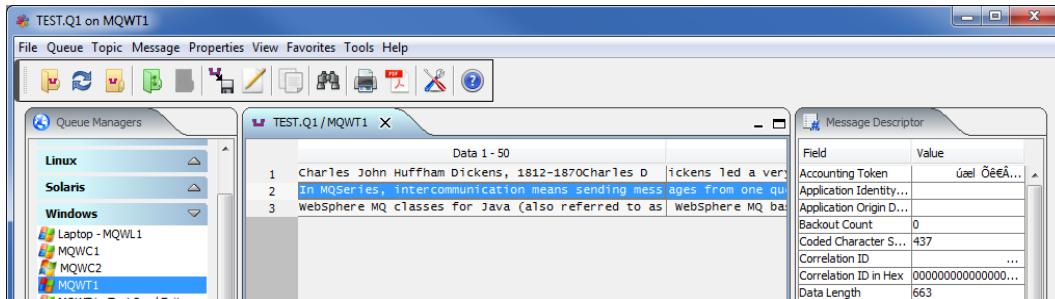 TEST.Q1 on MQWT1
File Queue Topic Message Properties View Favorites Tools Help
Queue Managers
TEST.Q1/MQWT1 X
Message Descriptor
Linux
Solaris
Windows
Laptop - MQWL1
MQWC1
MQWC2
MQWT1
Data 1 - 50
1 Charles John Huffham Dickens, 1812-1870Charles D ickens led a very
2 In MQSeries, intercommunication means sending mess ages from one qu
3 WebSphere MQ classes for Java (also referred to as WebSphere MQ ba
Field Value
Accounting Token
Application Identity...
Application Origin D...
Backout Count 0
Coded Character S... 437
Correlation ID ...
Correlation ID in Hex 000000000000000...
Data Length 663